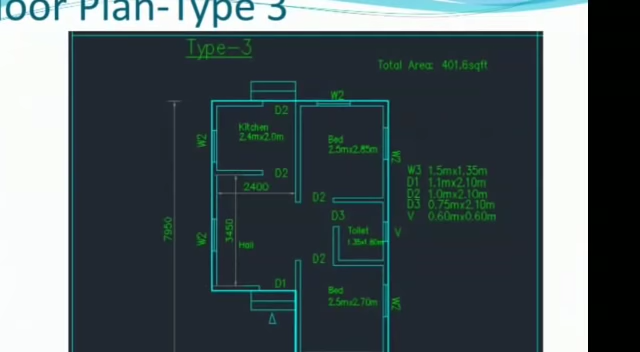 loor Plan-Type 3
Type-3
Total Area: 401.6sqft
W2
D2
Kitchen
2.4mx2.0m
Bed
2.5mx2.85m
W2
W2
D2
2400
W3 1.5mx1.35m
D1 1.1mx2.10m
D2 1.0mx2.10m
D3 0.75mx2.10m
V 0.60mx0.60m
D2
D3
Toilet
V
7950
W2
3450
Hall
D2
D1
Bed
2.5mx2.70m
W2